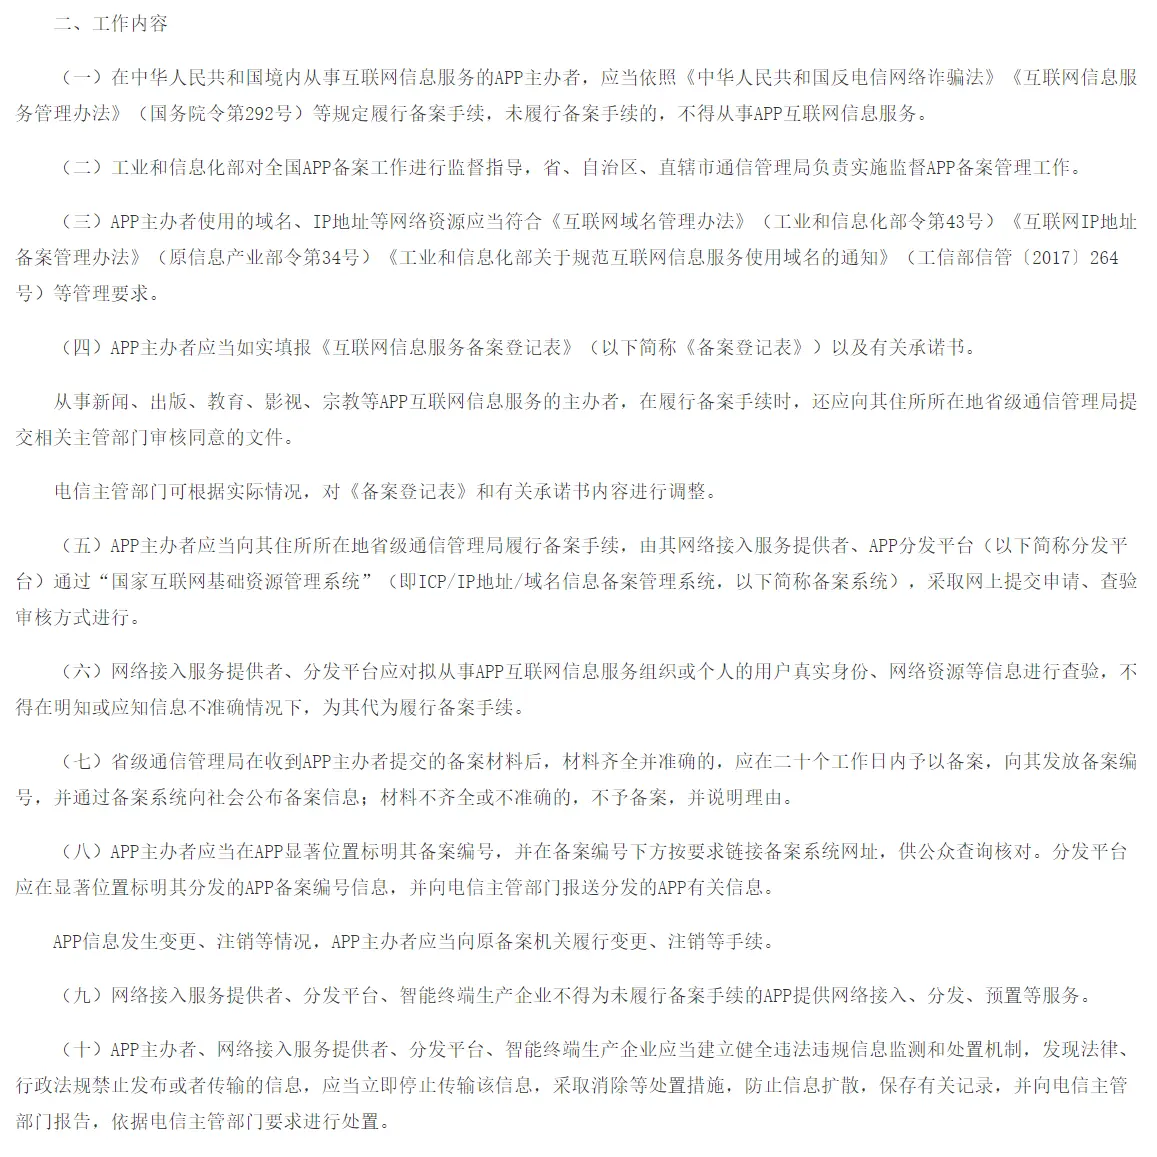 二、工作内容
（一）在中华人民共和国境内从事互联网信息服务的APP主办者，应当依照《中华人民共和国反电信网络诈骗法》《互联网信息服
务管理办法》（国务院令第292号）等规定履行备案手续，未履行备案手续的，不得从事APP互联网信息服务。
（二）工业和信息化部对全国APP备案工作进行监督指导，省、自治区、直辖市通信管理局负责实施监督APP备案管理工作。
（三）APP主办者使用的域名、IP地址等网络资源应当符合《互联网域名管理办法》（工业和信息化部令第43号）《互联网IP地址
备案管理办法》（原信息产业部令第34号）《工业和信息化部关于规范互联网信息服务使用域名的通知》（工信部信管〔2017〕264
号）等管理要求。
（四）APP主办者应当如实填报《互联网信息服务备案登记表》（以下简称《备案登记表》）以及有关承诺书。
从事新闻、出版、教育、影视、宗教等APP互联网信息服务的主办者，在履行备案手续时，还应向其住所所在地省级通信管理局提
交相关主管部门审核同意的文件。
电信主管部门可根据实际情况，对《备案登记表》和有关承诺书内容进行调整。
（五）APP主办者应当向其住所所在地省级通信管理局履行备案手续，由其网络接入服务提供者、APP分发平台（以下简称分发平
台）通过“国家互联网基础资源管理系统”（即ICP/IP地址/域名信息备案管理系统，以下简称备案系统），采取网上提交申请、查验
审核方式进行。
（六）网络接入服务提供者、分发平台应对拟从事APP互联网信息服务组织或个人的用户真实身份、网络资源等信息进行查验，不
得在明知或应知信息不准确情况下，为其代为履行备案手续。
（七）省级通信管理局在收到APP主办者提交的备案材料后，材料齐全并准确的，应在二十个工作日内予以备案，向其发放备案编
号，并通过备案系统向社会公布备案信息；材料不齐全或不准确的，不予备案，并说明理由。
（八）APP主办者应当在APP显著位置标明其备案编号，并在备案编号下方按要求链接备案系统网址，供公众查询核对。分发平台
应在显著位置标明其分发的APP备案编号信息，并向电信主管部门报送分发的APP有关信息。
APP信息发生变更、注销等情况，APP主办者应当向原备案机关履行变更、注销等手续。
（九）网络接入服务提供者、分发平台、智能终端生产企业不得为未履行备案手续的APP提供网络接入、分发、预置等服务。
（十）APP主办者、网络接入服务提供者、分发平台、智能终端生产企业应当建立健全违法违规信息监测和处置机制，发现法律、
行政法规禁止发布或者传输的信息，应当立即停止传输该信息，采取消除等处置措施，防止信息扩散，保存有关记录，并向电信主管
部门报告，依据电信主管部门要求进行处置。